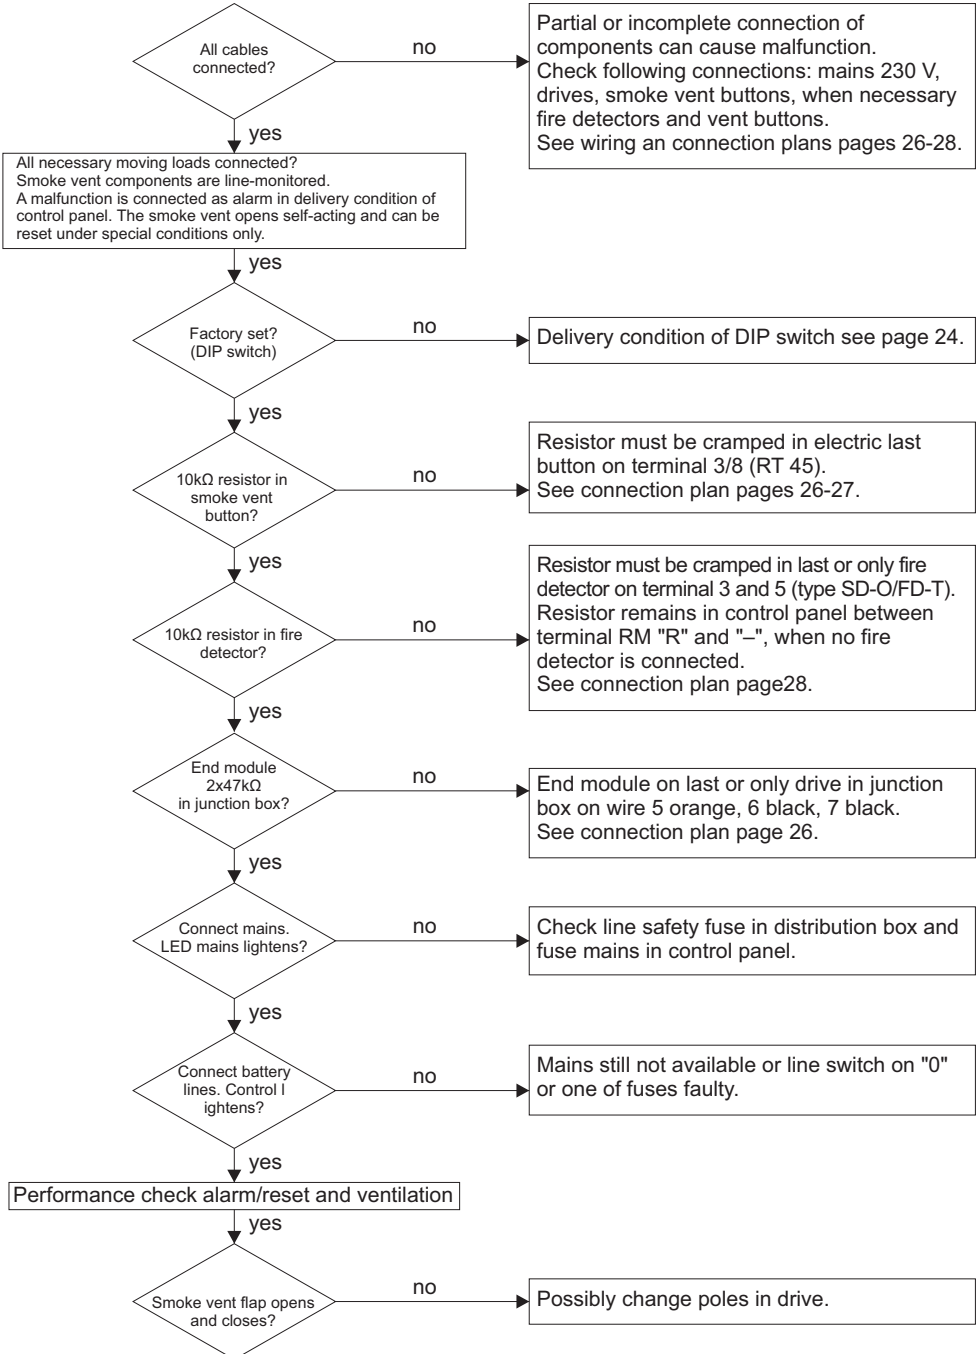 All cables
connected?
no
Partial or incomplete connection of
components can cause malfunction.
Check following connections: mains 230 V,
drives, smoke vent buttons, when necessary
fire detectors and vent buttons.
See wiring an connection plans pages 26-28.
yes
All necessary moving loads connected?
Smoke vent components are line-monitored.
A malfunction is connected as alarm in delivery condition of
control panel. The smoke vent opens self-acting and can be
reset under special conditions only.
yes
Factory set?
(DIP switch)
no
Delivery condition of DIP switch see page 24.
yes
10kΩ resistor in
smoke vent
button?
no
Resistor must be cramped in electric last
button on terminal 3/8 (RT 45).
See connection plan pages 26-27.
yes
10kΩ resistor in fire
detector?
no
Resistor must be cramped in last or only fire
detector on terminal 3 and 5 (type SD-O/FD-T).
Resistor remains in control panel between
terminal RM "R" and "–", when no fire
detector is connected.
See connection plan page28.
yes
End module
2x47kΩ
in junction box?
no
End module on last or only drive in junction
box on wire 5 orange, 6 black, 7 black.
See connection plan page 26.
yes
Connect mains.
LED mains lightens?
no
Check line safety fuse in distribution box and
fuse mains in control panel.
yes
Connect battery
lines. Control l
ightens?
no
Mains still not available or line switch on "0"
or one of fuses faulty.
yes
Performance check alarm/reset and ventilation
yes
Smoke vent flap opens
and closes?
no
Possibly change poles in drive.